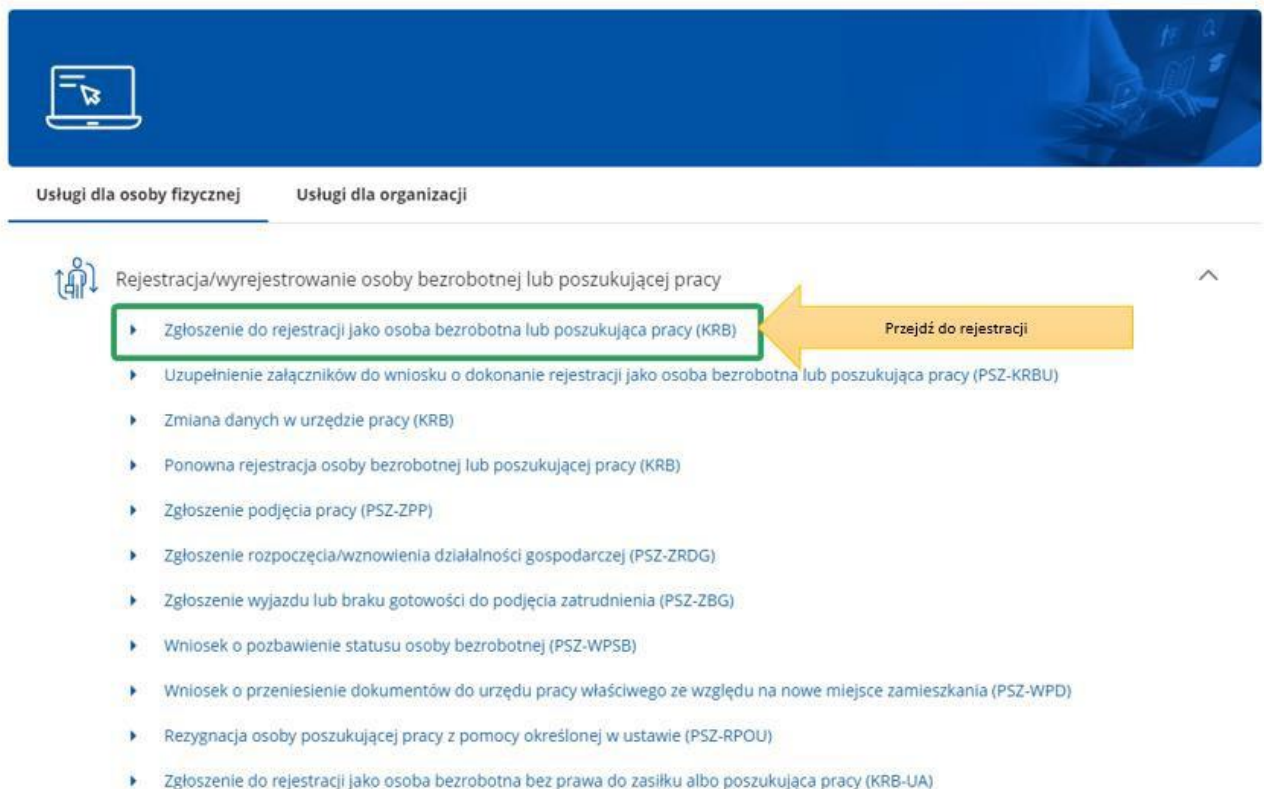 Usługi dla osoby fizycznej Usługi dla organizacji
Rejestracja/wyrejestrowanie osoby bezrobotnej lub poszukującej pracy
Zgłoszenie do rejestracji jako osoba bezrobotna lub poszukująca pracy (KRB)
Przejdź do rejestracji
Uzupełnienie załączników do wniosku o dokonanie rejestracji jako osoba bezrobotna lub poszukująca pracy (PSZ-KRBU)
Zmiana danych w urzędzie pracy (KRB)
Ponowna rejestracja osoby bezrobotnej lub poszukującej pracy (KRB)
Zgłoszenie podjęcia pracy (PSZ-ZPP)
Zgłoszenie rozpoczęcia/wznowienia działalności gospodarczej (PSZ-ZRDG)
Zgłoszenie wyjazdu lub braku gotowości do podjęcia zatrudnienia (PSZ-ZBG)
Wniosek o pozbawienie statusu osoby bezrobotnej (PSZ-WPSB)
Wniosek o przeniesienie dokumentów do urzędu pracy właściwego ze względu na nowe miejsce zamieszkania (PSZ-WPD)
Rezygnacja osoby poszukującej pracy z pomocy określonej w ustawie (PSZ-RPOU)
Zgłoszenie do rejestracji jako osoba bezrobotna bez prawa do zasiłku albo poszukująca pracy (KRB-UA)